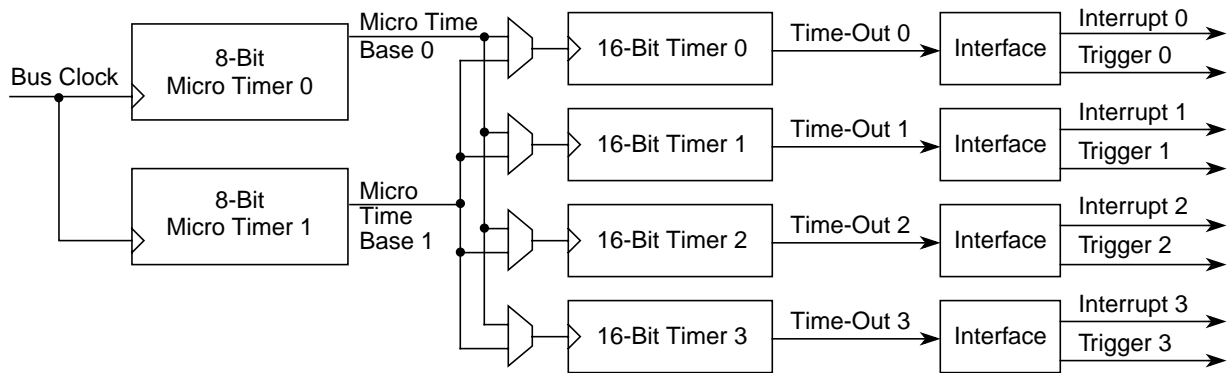 Bus Clock
8-Bit
Micro Timer 0
Micro Time
Base 0
8-Bit
Micro Timer 1
Micro
Time
Base 1
16-Bit Timer 0
Time-Out 0
Interface
Interrupt 0
Trigger 0
16-Bit Timer 1
Time-Out 1
Interface
Interrupt 1
Trigger 1
16-Bit Timer 2
Time-Out 2
Interface
Interrupt 2
Trigger 2
16-Bit Timer 3
Time-Out 3
Interface
Interrupt 3
Trigger 3